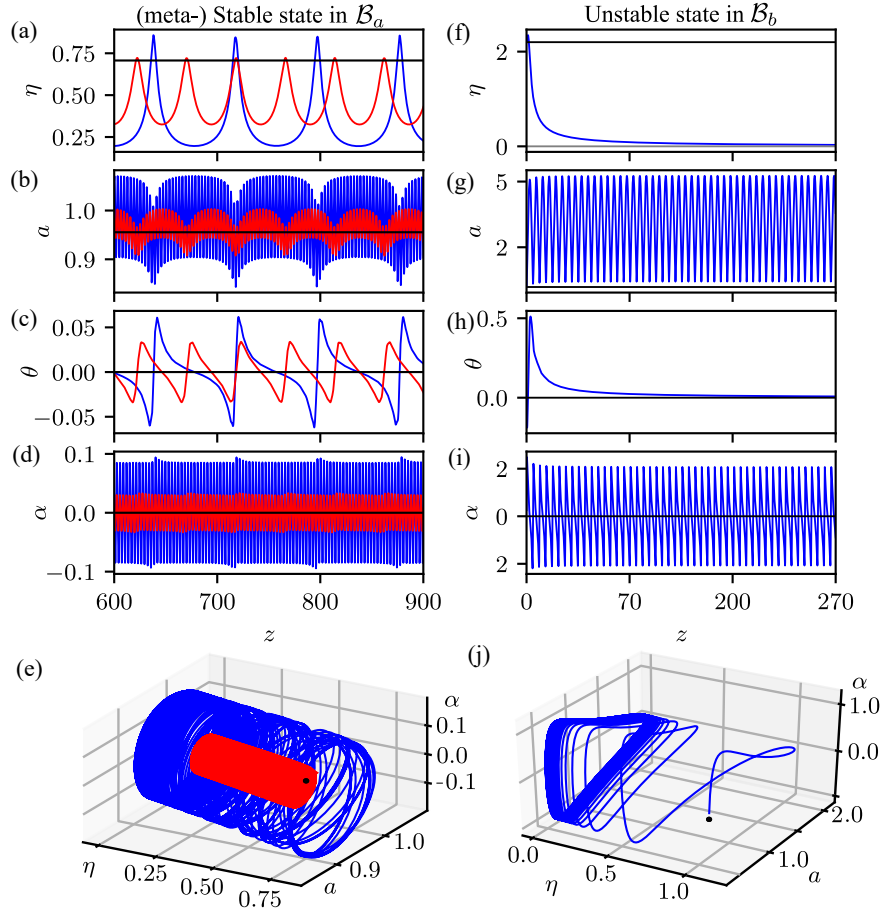 (meta-) Stable state in 𝓑ₐ
Unstable state in 𝓑_b
(a)
0.75
0.50
0.25
η
(f)
2
0
η
(b)
1.0
0.9
a
(g)
5
2
a
(c)
0.05
0.00
−0.05
θ
(h)
0.5
0.0
θ
(d)
0.1
0.0
−0.1
α
600 700 800 900
z
(i)
2
0
2
α
0 70 200 270
z
(e)
α
0.1
0.0
-0.1
1.0
0.9
a
η
0.25
0.50
0.75
(j)
α
1.0
0.0
2.0
1.0
a
0.0
η
0.5
1.0